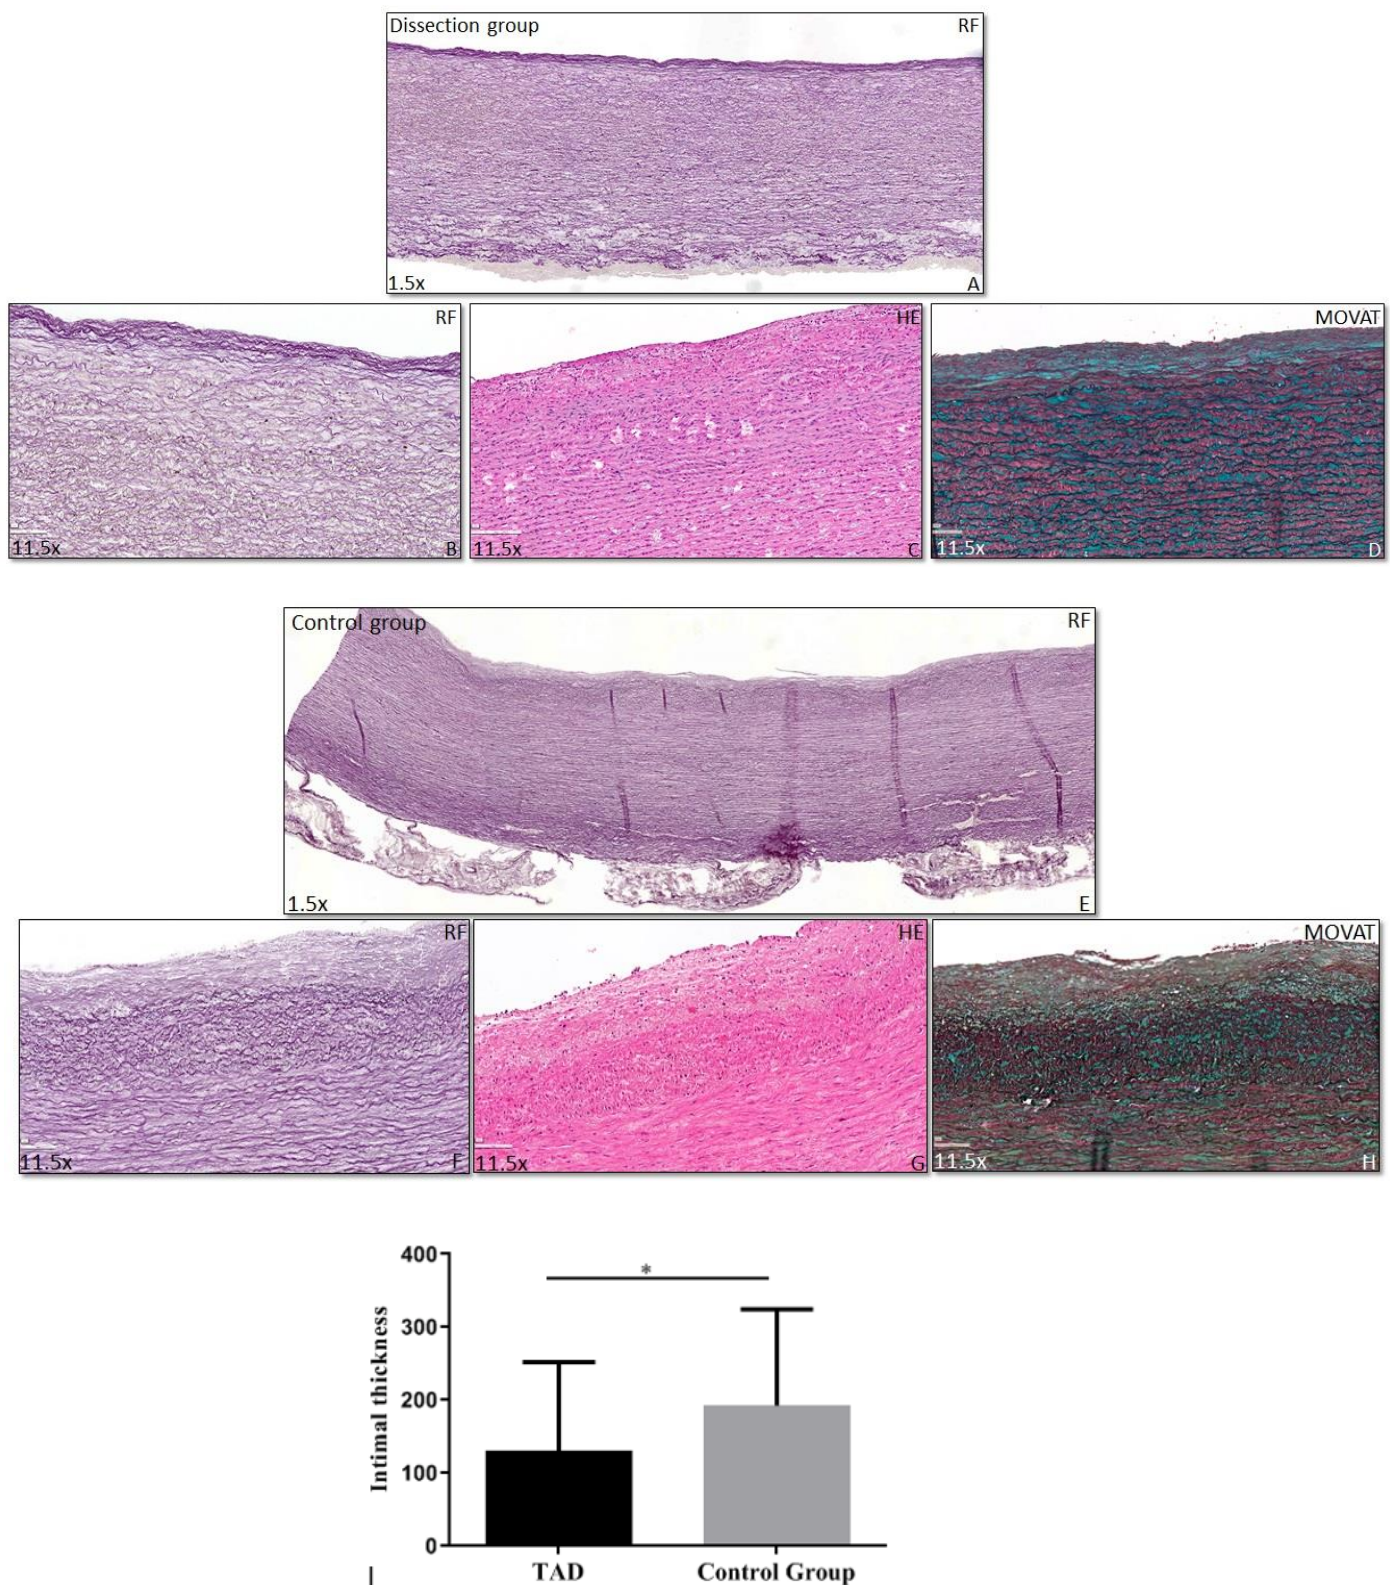 Dissection group RF
1.5x A
RF
11.5x B
HE
11.5x C
MOVAT
11.5x D
Control group RF
1.5x E
RF
11.5x F
HE
11.5x G
MOVAT
11.5x H
400
300
200
100
0
Intimal thickness
*
TAD Control Group
I